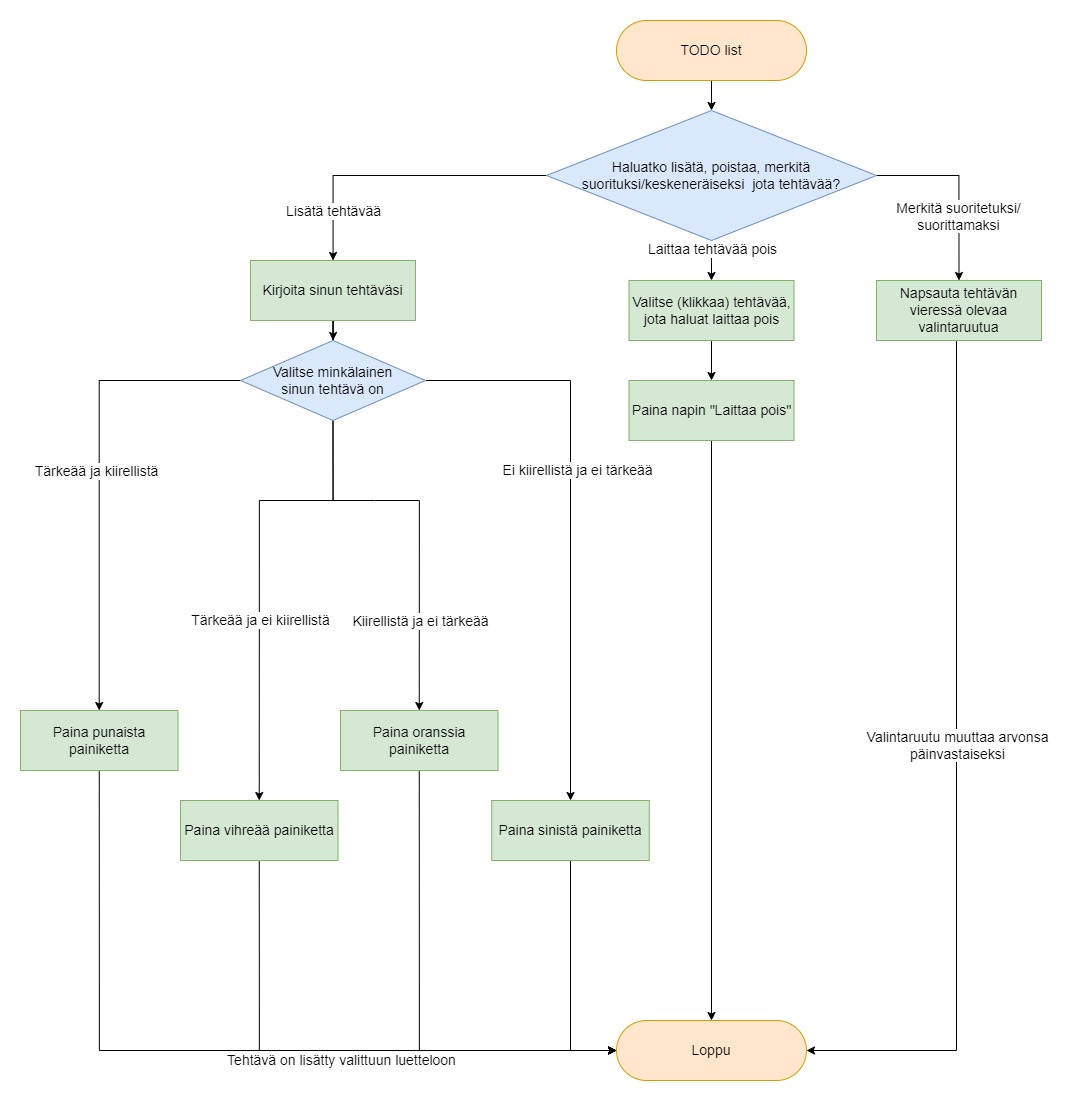 TODO list
Haluatko lisätä, poistaa, merkitä
suorituksi/keskeneräiseksi jota tehtävää?
Lisätä tehtävää
Laittaa tehtävää pois
Merkitä suoritetuksi/
suorittamaksi
Kirjoita sinun tehtäväsi
Valitse (klikkaa) tehtävää,
jota haluat laittaa pois
Napsauta tehtävän
vieressä olevaa
valintaruutua
Valitse minkälainen
sinun tehtävä on
Paina napin "Laittaa pois"
Tärkeää ja kiirellistä
Ei kiirellistä ja ei tärkeää
Tärkeää ja ei kiirellistä
Kiirellistä ja ei tärkeää
Paina punaista
painiketta
Paina oranssia
painiketta
Valintaruutu muuttaa arvonsa
päinvastaiseksi
Paina vihreää painiketta
Paina sinistä painiketta
Tehtävä on lisätty valittuun luetteloon
Loppu